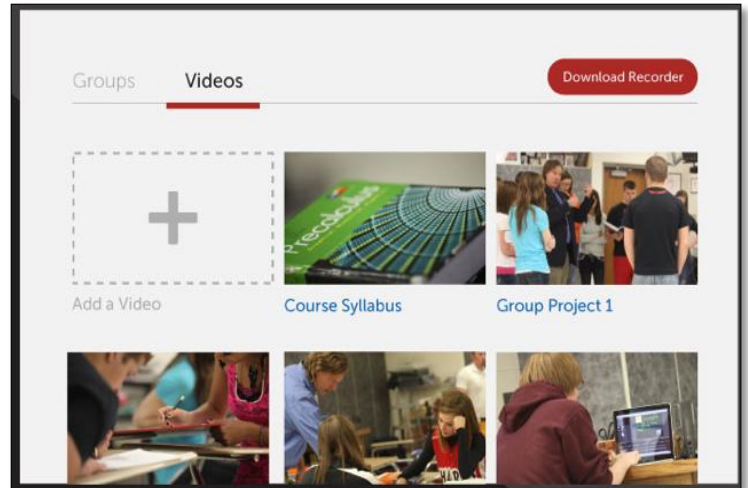 Groups
Videos
Download Recorder
Precalculus
Add a Video
Course Syllabus
Group Project 1